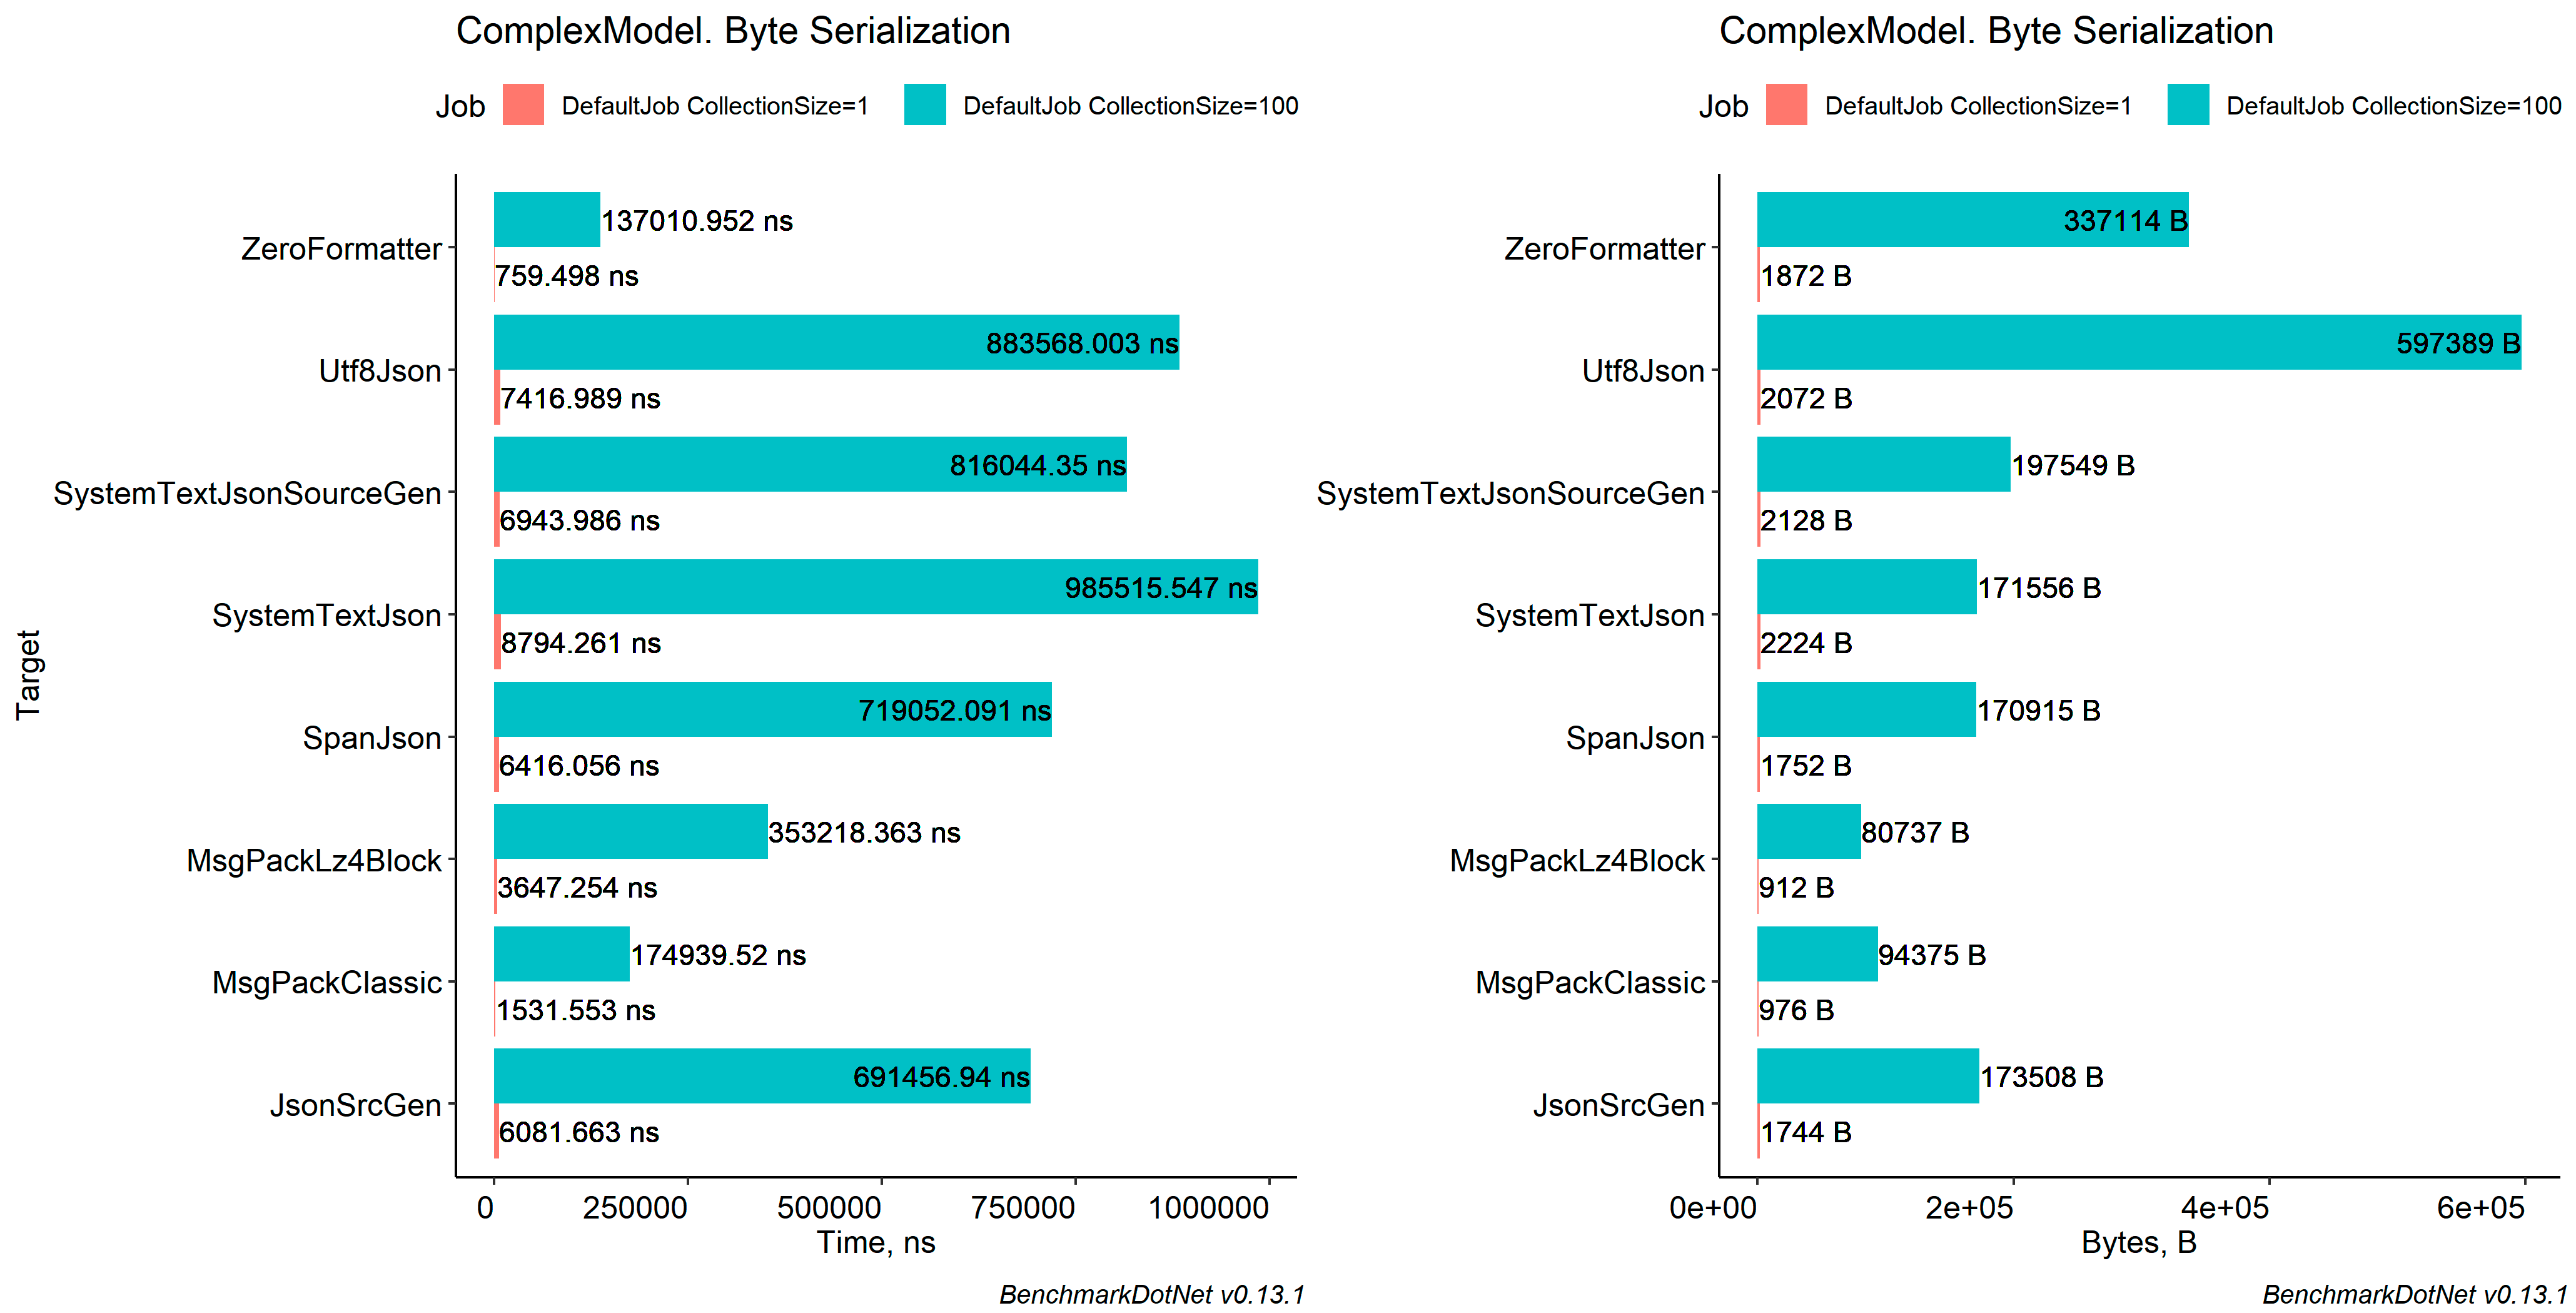 ComplexModel. Byte Serialization
Job DefaultJob CollectionSize=1 DefaultJob CollectionSize=100
Target
ZeroFormatter
137010.952 ns
759.498 ns
Utf8Json
883568.003 ns
7416.989 ns
SystemTextJsonSourceGen
816044.35 ns
6943.986 ns
SystemTextJson
985515.547 ns
8794.261 ns
SpanJson
719052.091 ns
6416.056 ns
MsgPackLz4Block
353218.363 ns
3647.254 ns
MsgPackClassic
174939.52 ns
1531.553 ns
JsonSrcGen
691456.94 ns
6081.663 ns
0 250000 500000 750000 1000000
Time, ns
BenchmarkDotNet v0.13.1
ComplexModel. Byte Serialization
Job DefaultJob CollectionSize=1 DefaultJob CollectionSize=100
ZeroFormatter
337114 B
1872 B
Utf8Json
597389 B
2072 B
SystemTextJsonSourceGen
197549 B
2128 B
SystemTextJson
171556 B
2224 B
SpanJson
170915 B
1752 B
MsgPackLz4Block
80737 B
912 B
MsgPackClassic
94375 B
976 B
JsonSrcGen
173508 B
1744 B
0e+00 2e+05 4e+05 6e+05
Bytes, B
BenchmarkDotNet v0.13.1